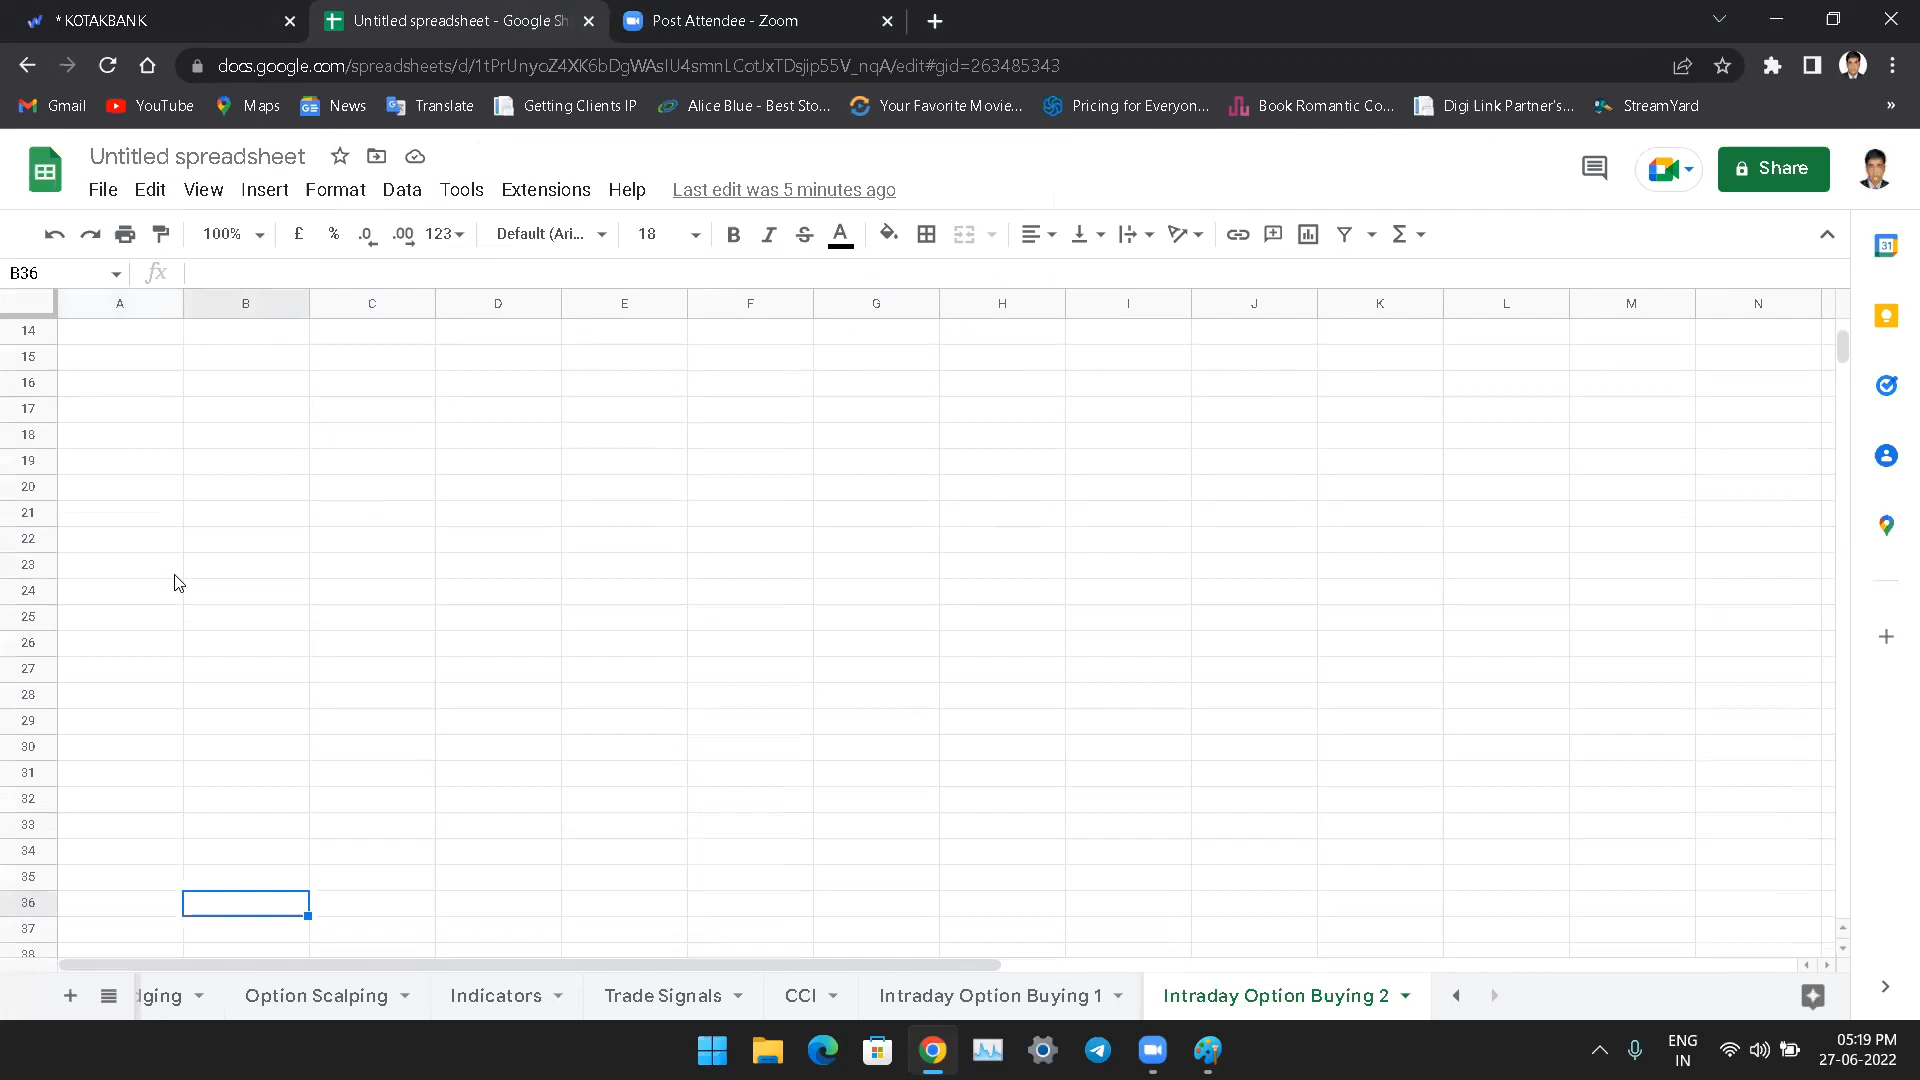 * KOTAKBANK
Untitled spreadsheet - Google Sh
Post Attendee - Zoom
docs.google.com/spreadsheets/d/1tPrUnyoZ4XK6bDgWAsIU4smnLCotJxTDsjip55V_nqA/edit#gid=263485343
Gmail
YouTube
Maps
News
Translate
Getting Clients IP
Alice Blue - Best Sto...
Your Favorite Movie...
Pricing for Everyon...
Book Romantic Co...
Digi Link Partner's...
StreamYard
»
Untitled spreadsheet
File Edit View Insert Format Data Tools Extensions Help Last edit was 5 minutes ago
Share
100% £ % .0 .00 123 Default (Ari... 18 B I S A Σ
31
B36 fx
A B C D E F G H I J K L M N
14
15
16
17
18
19
20
21
22
23
24
25
26
27
28
29
30
31
32
33
34
35
36
37
38
Option Scalping
Indicators
Trade Signals
CCI
Intraday Option Buying 1
Intraday Option Buying 2
ENG
IN
05:19 PM
27-06-2022